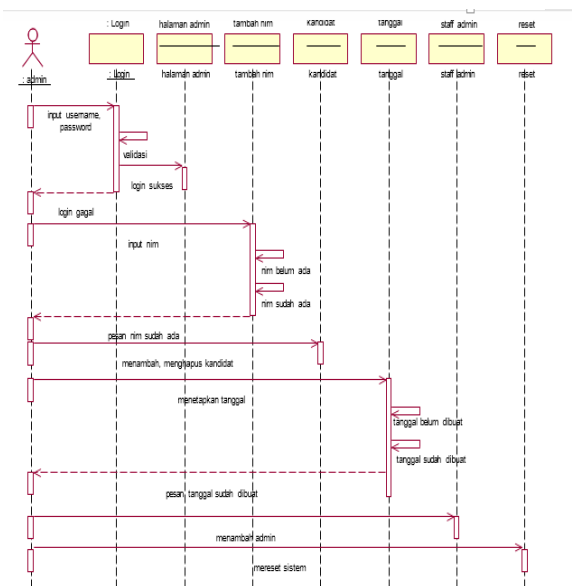 : Login
halaman admin
tambah nim
kandidat
tanggal
staff admin
reset
: admin
: Login
halaman admin
tambah nim
kandidat
tanggal
staff admin
reset
input username,
password
validasi
login sukses
login gagal
input nim
nim belum ada
nim sudah ada
pesan nim sudah ada
menambah, menghapus kandidat
menetapkan tanggal
tanggal belum dibuat
tanggal sudah dibuat
pesan, tanggal sudah dibuat
menambah admin
mereset sistem